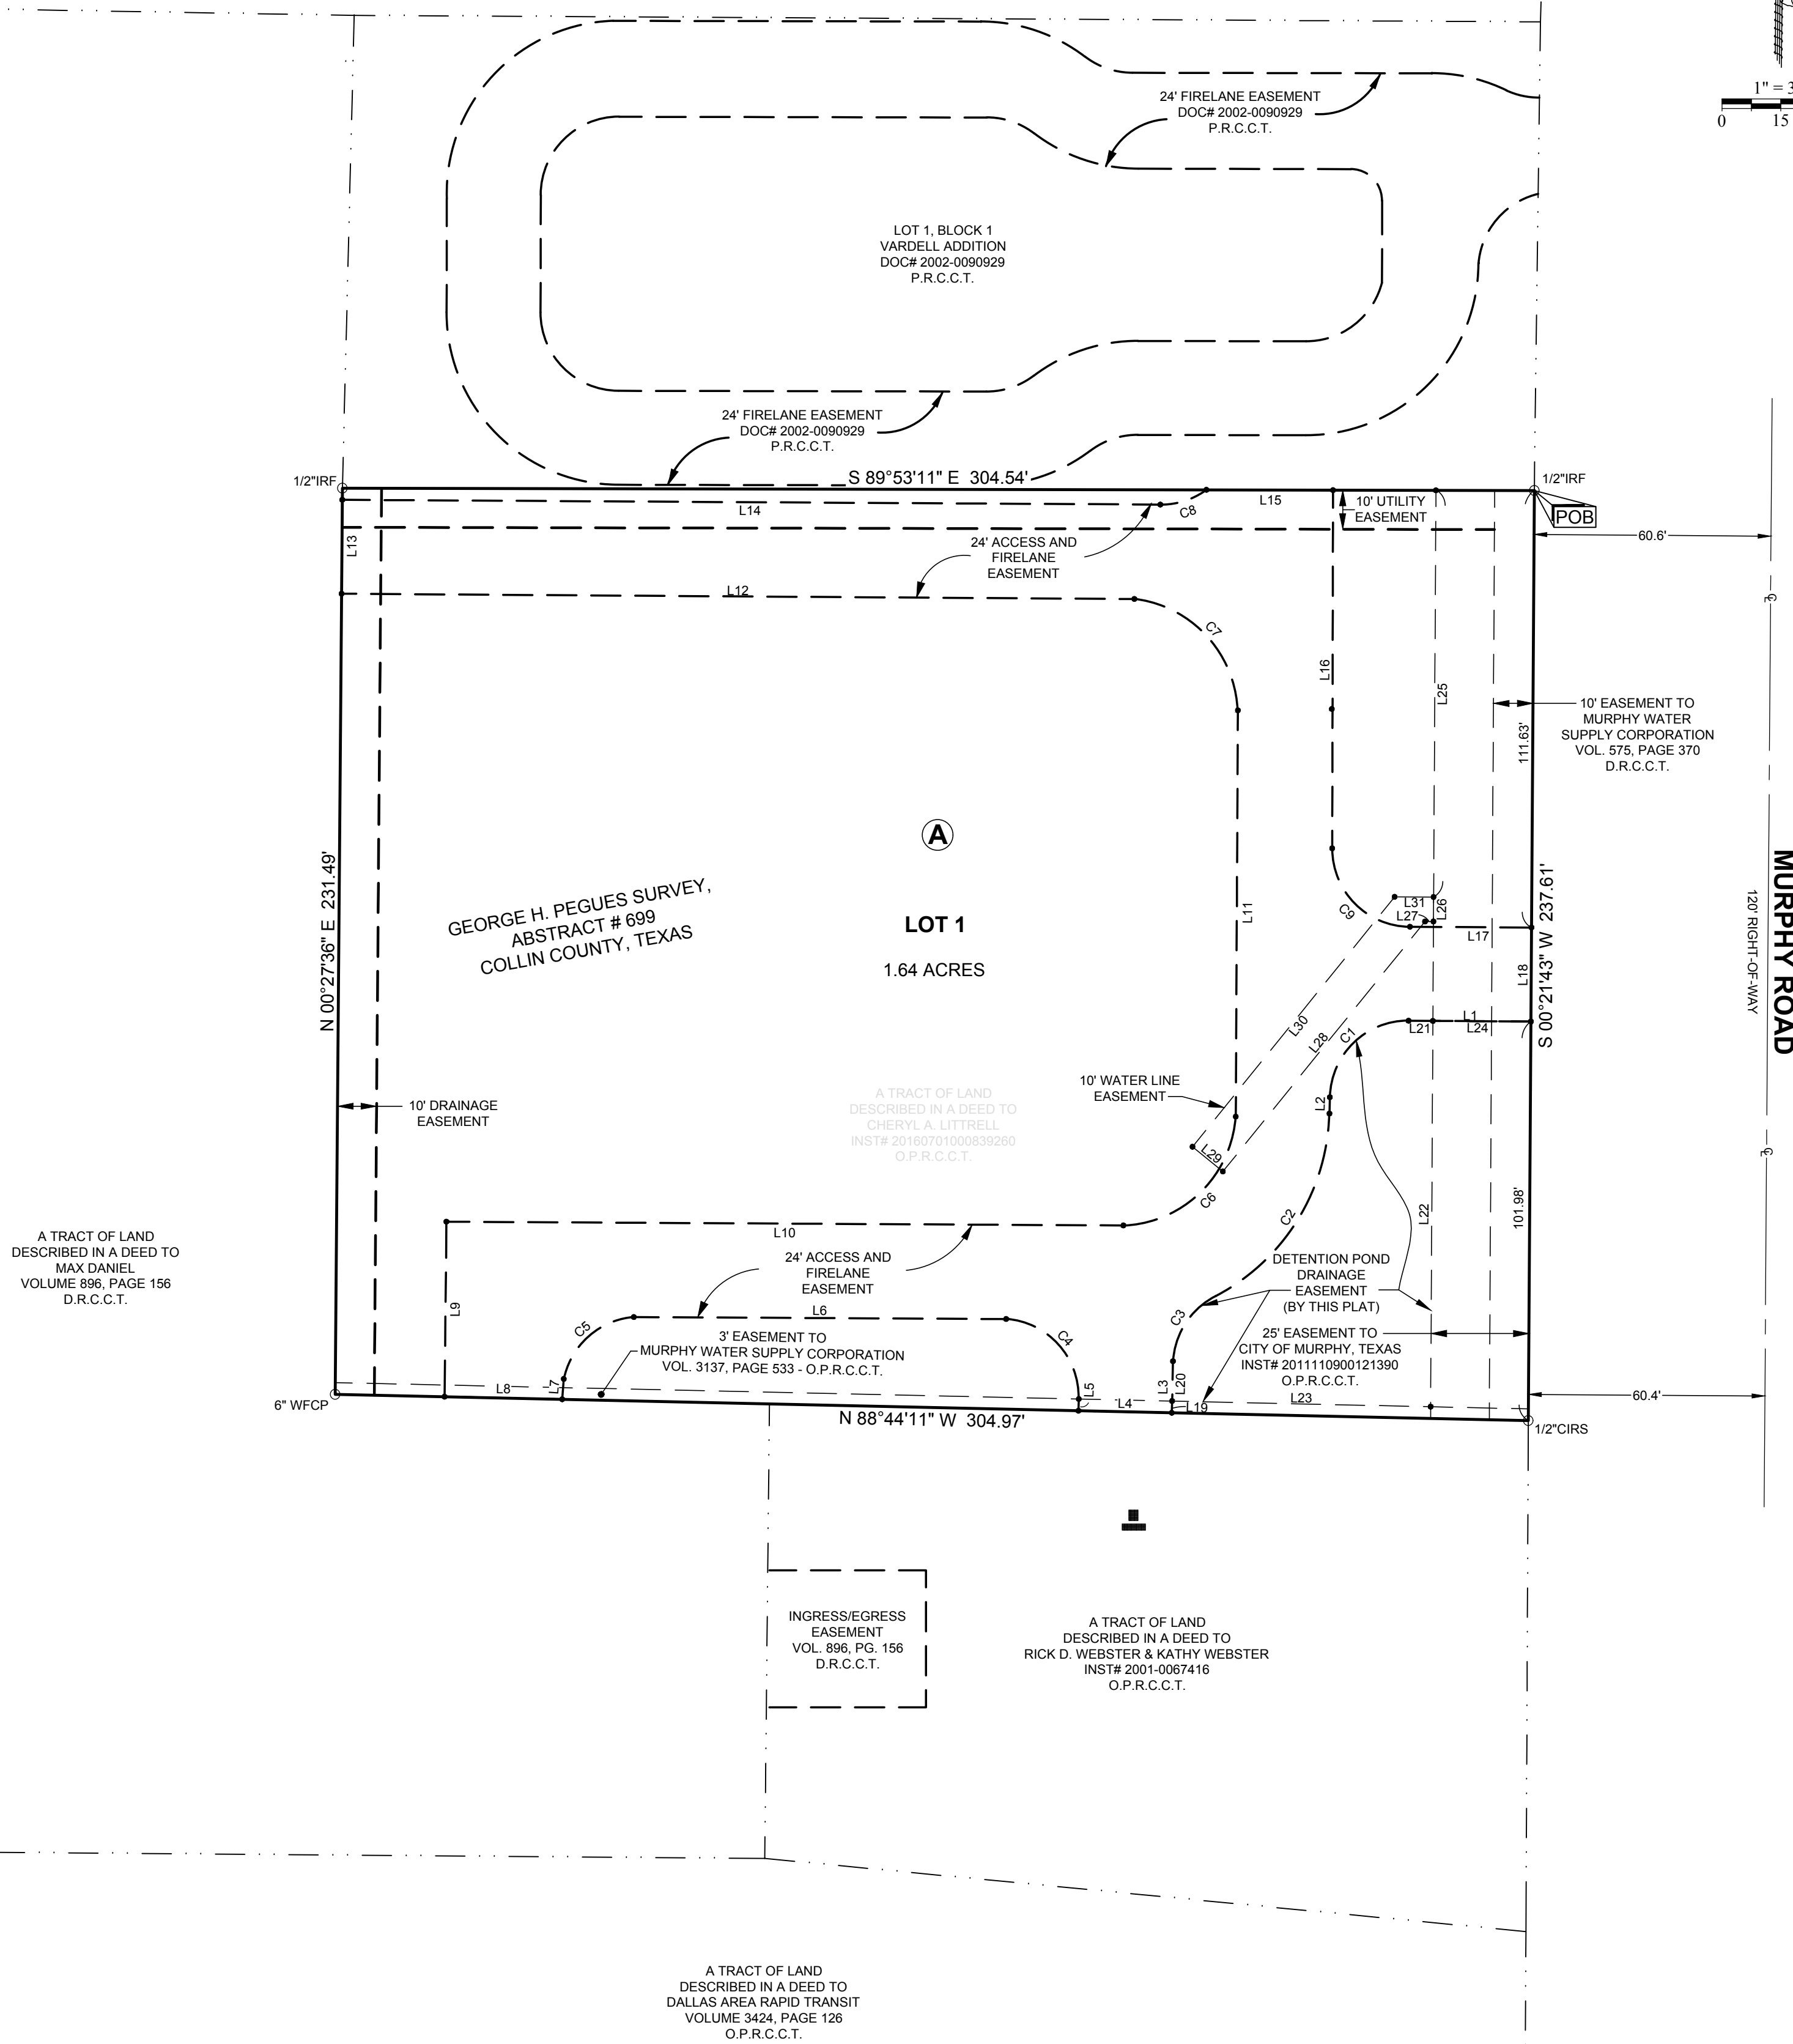 1" = 3
0 15
24' FIRELANE EASEMENT
DOC# 2002-0090929
P.R.C.C.T.
LOT 1, BLOCK 1
VARDELL ADDITION
DOC# 2002-0090929
P.R.C.C.T.
24' FIRELANE EASEMENT
DOC# 2002-0090929
P.R.C.C.T.
S 89°53'11" E 304.54'
1/2"IRF
1/2"IRF
POB
60.6'
L14
C8
L15
10' UTILITY
EASEMENT
L13
24' ACCESS AND
FIRELANE
EASEMENT
L12
C7
L16
L25
111.63'
10' EASEMENT TO
MURPHY WATER
SUPPLY CORPORATION
VOL. 575, PAGE 370
D.R.C.C.T.
A
GEORGE H. PEGUES SURVEY,
ABSTRACT # 699
COLLIN COUNTY, TEXAS
LOT 1
1.64 ACRES
L11
C9
L31
L27
L26
L17
L18
N 00°27'36" E 231.49'
S 00°21'43" W 237.61'
MURPHY ROAD
120' RIGHT-OF-WAY
L30
L28
C1
L21
L1
L24
10' DRAINAGE
EASEMENT
A TRACT OF LAND
DESCRIBED IN A DEED TO
CHERYL A. LITTRELL
INST# 20160701000839260
O.P.R.C.C.T.
10' WATER LINE
EASEMENT
L2
L29
C6
C2
L22
101.98'
A TRACT OF LAND
DESCRIBED IN A DEED TO
MAX DANIEL
VOLUME 896, PAGE 156
D.R.C.C.T.
L10
24' ACCESS AND
FIRELANE
EASEMENT
DETENTION POND
DRAINAGE
EASEMENT
(BY THIS PLAT)
L9
C5
L6
C4
C3
3' EASEMENT TO
MURPHY WATER SUPPLY CORPORATION
VOL. 3137, PAGE 533 - O.P.R.C.C.T.
25' EASEMENT TO
CITY OF MURPHY, TEXAS
INST# 2011110900121390
O.P.R.C.C.T.
L8
L7
L5
L4
L3
L20
L19
L23
60.4'
6" WFCP
N 88°44'11" W 304.97'
1/2"CIRS
INGRESS/EGRESS
EASEMENT
VOL. 896, PG. 156
D.R.C.C.T.
A TRACT OF LAND
DESCRIBED IN A DEED TO
RICK D. WEBSTER & KATHY WEBSTER
INST# 2001-0067416
O.P.R.C.C.T.
A TRACT OF LAND
DESCRIBED IN A DEED TO
DALLAS AREA RAPID TRANSIT
VOLUME 3424, PAGE 126
O.P.R.C.C.T.